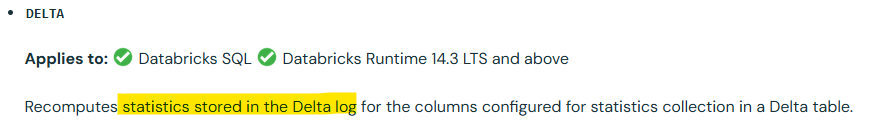 • DELTA
Applies to: ✅ Databricks SQL ✅ Databricks Runtime 14.3 LTS and above
Recomputes statistics stored in the Delta log for the columns configured for statistics collection in a Delta table.